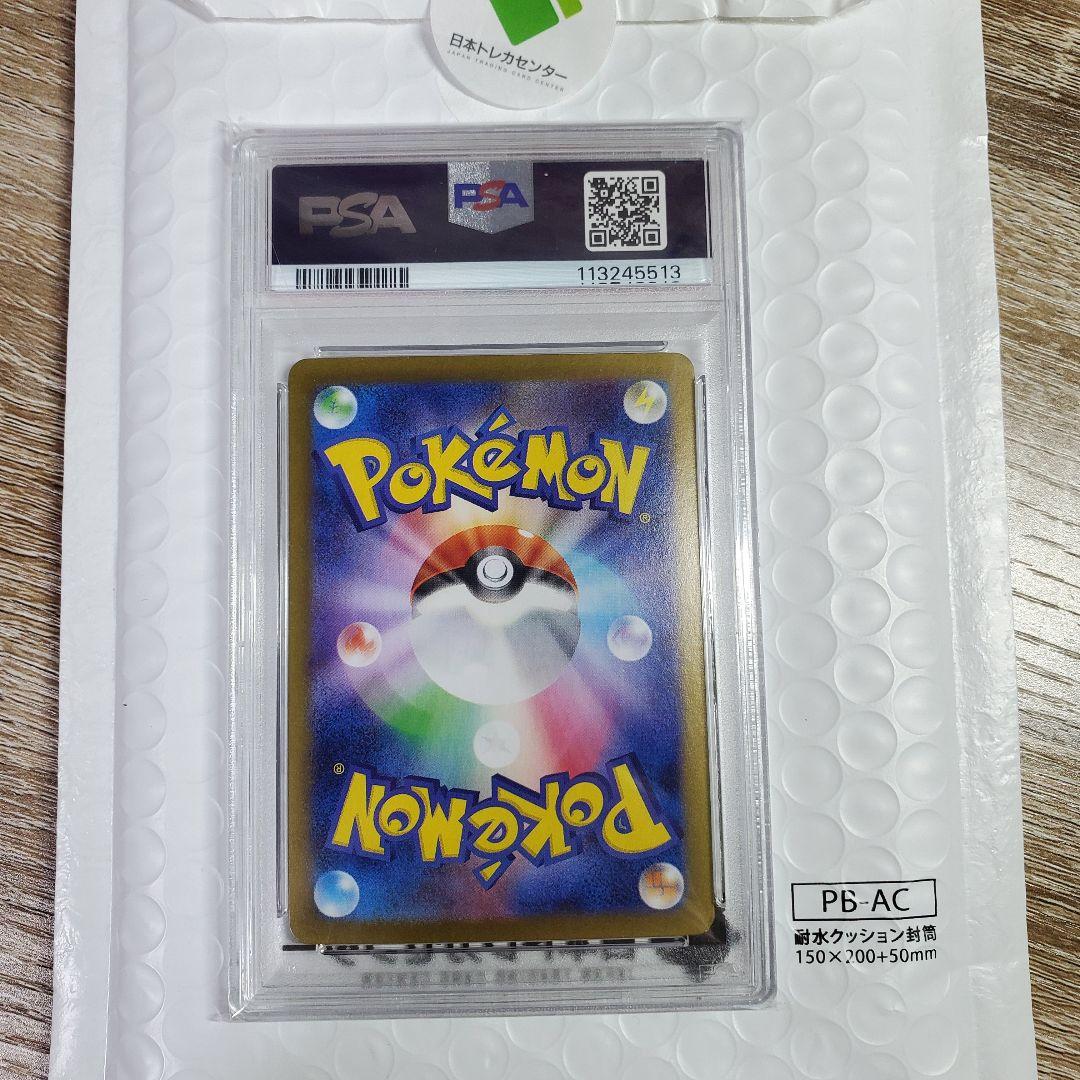 日本トレカセンター
JAPAN TRADING CARD CENTER
PSA
PSA
113245513
POKéMON
®
®
POKéMON
PB-AC
耐水クッション封筒
150×200+50mm